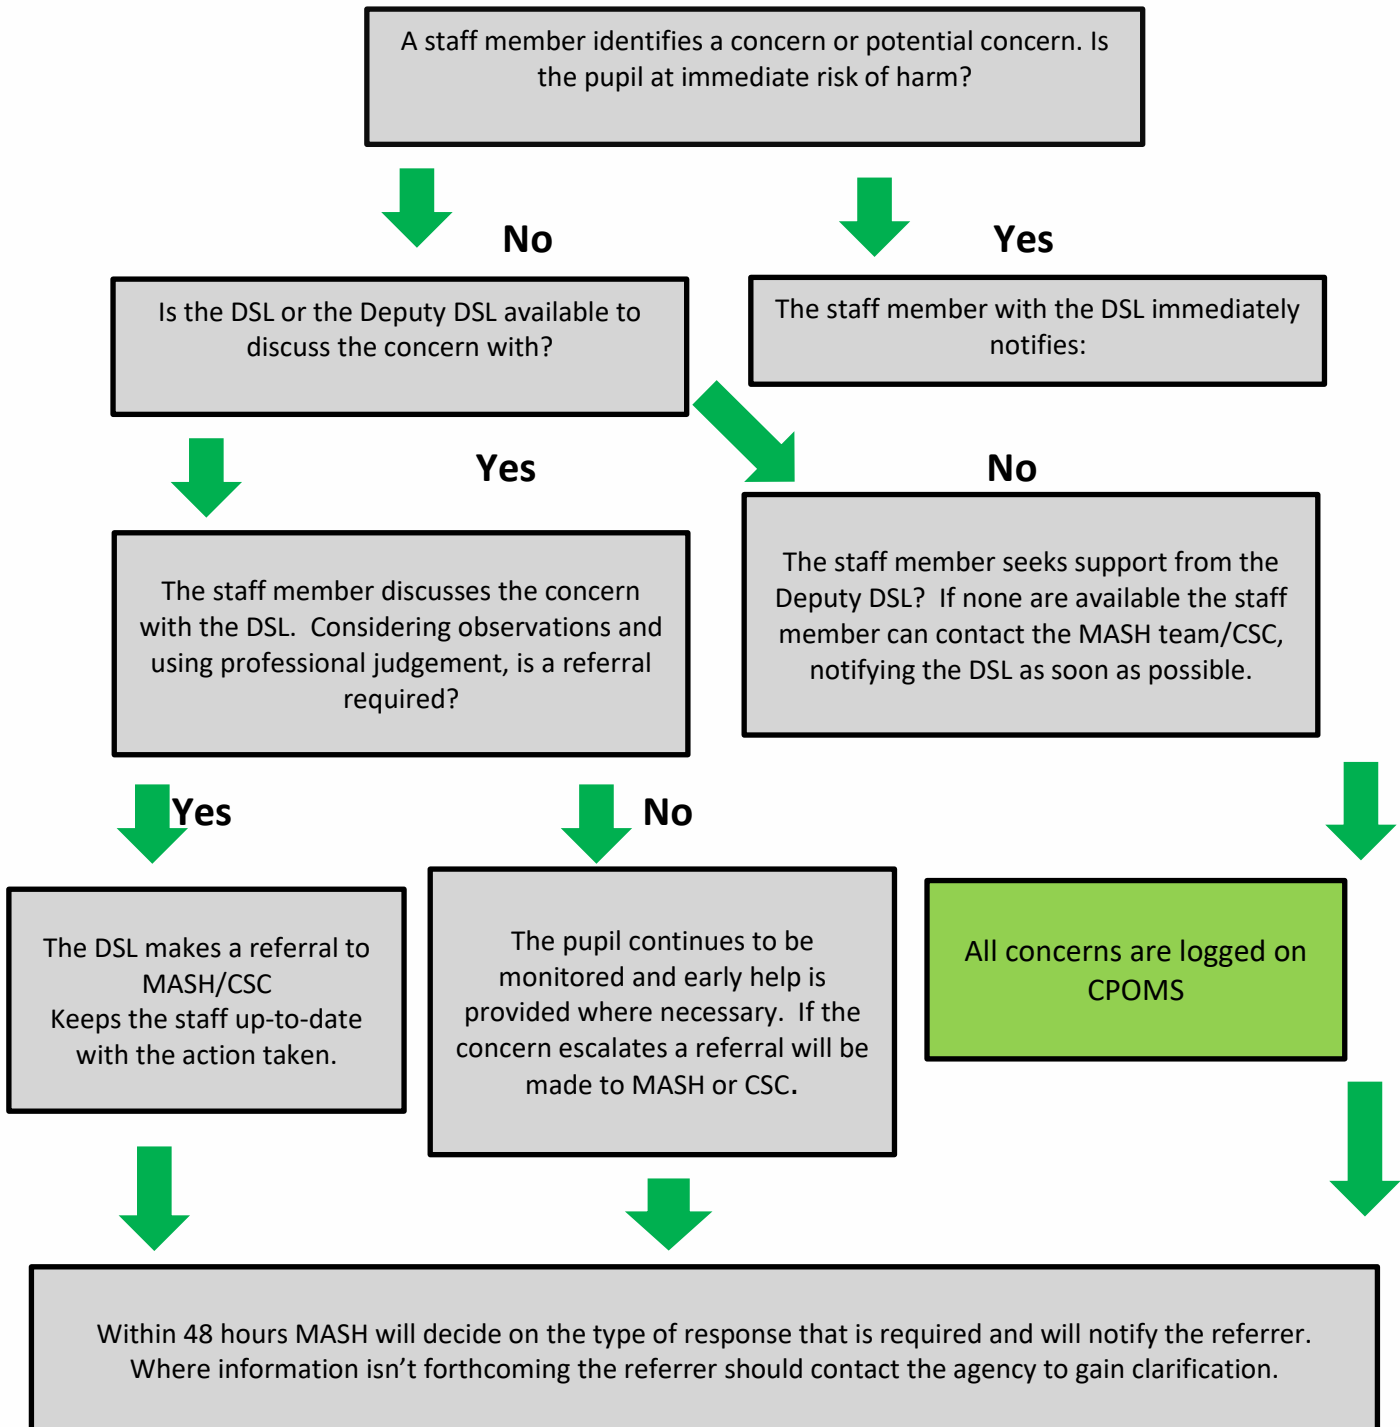 A staff member identifies a concern or potential concern. Is
the pupil at immediate risk of harm?
No
Yes
Is the DSL or the Deputy DSL available to
discuss the concern with?
The staff member with the DSL immediately
notifies:
Yes
No
The staff member discusses the concern
with the DSL.  Considering observations and
using professional judgement, is a referral
required?
The staff member seeks support from the
Deputy DSL?  If none are available the staff
member can contact the MASH team/CSC,
notifying the DSL as soon as possible.
Yes
No
The DSL makes a referral to
MASH/CSC
Keeps the staff up-to-date
with the action taken.
The pupil continues to be
monitored and early help is
provided where necessary.  If the
concern escalates a referral will be
made to MASH or CSC.
All concerns are logged on
CPOMS
Within 48 hours MASH will decide on the type of response that is required and will notify the referrer.
Where information isn’t forthcoming the referrer should contact the agency to gain clarification.